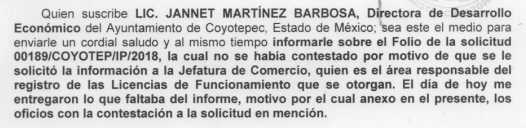 Quien suscribe LIC. JANNET MARTÍNEZ BARBOSA, Directora de Desarrollo
Económico del Ayuntamiento de Coyotepec, Estado de México; sea este el medio para
enviarle un cordial saludo y al mismo tiempo informarle sobre el Folio de la solicitud
00189/COYOTEP/IP/2018, la cual no se había contestado por motivo de que se le
solicitó la información a la Jefatura de Comercio, quien es el área responsable del
registro de las Licencias de Funcionamiento que se otorgan. El día de hoy me
entregaron lo que faltaba del informe, motivo por el cual anexo en el presente, los
oficios con la contestación a la solicitud en mención.